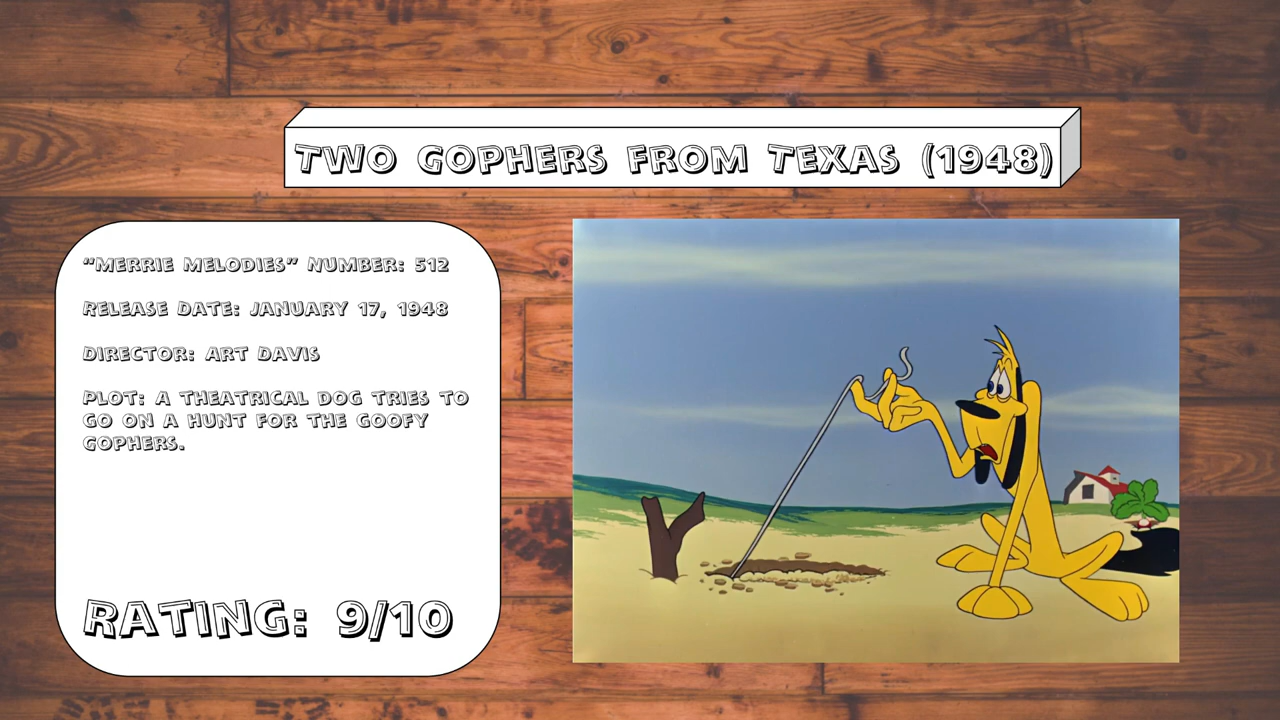 TWO GOPHERS FROM TEXAS (1948)
"MERRIE MELODIES" NUMBER: 512
RELEASE DATE: JANUARY 17, 1948
DIRECTOR: ART DAVIS
PLOT: A THEATRICAL DOG TRIES TO
GO ON A HUNT FOR THE GOOFY
GOPHERS.
RATING: 9/10